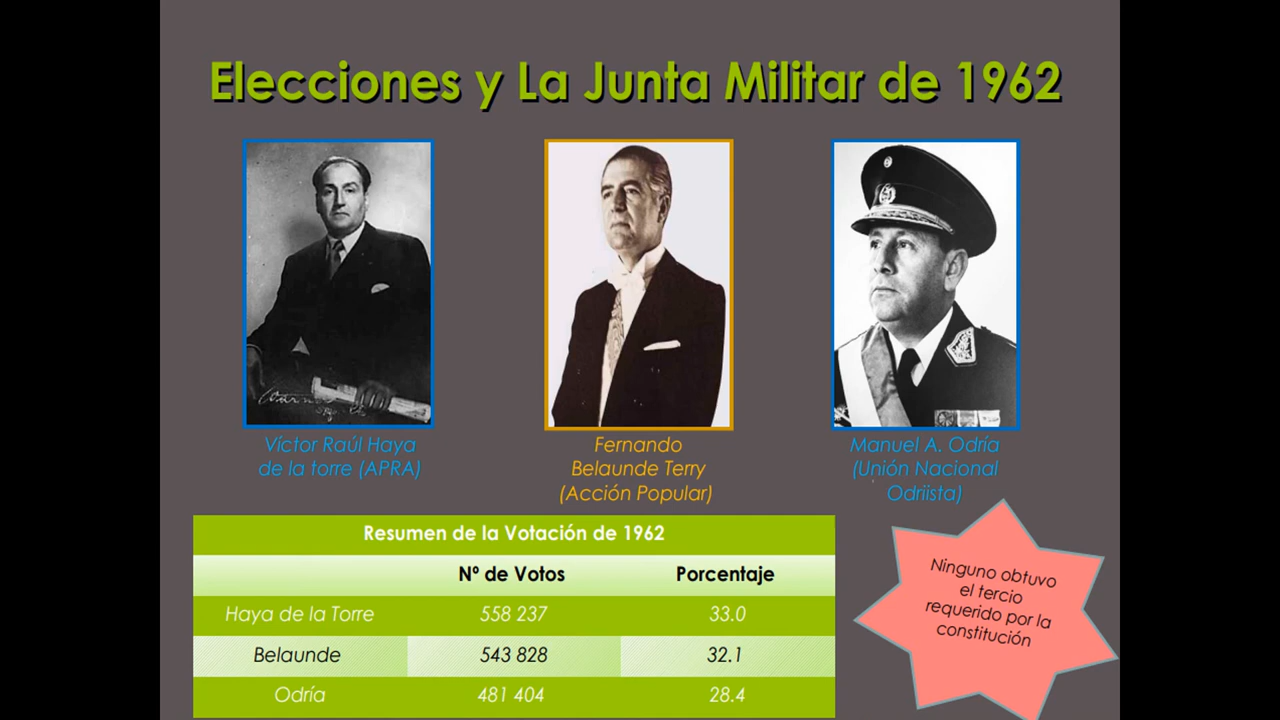 Elecciones y La Junta Militar de 1962
Víctor Raúl Haya
de la torre (APRA)
Fernando
Belaunde Terry
(Acción Popular)
Manuel A. Odría
(Unión Nacional
Odriista)
Resumen de la Votación de 1962
Nº de Votos Porcentaje
Haya de la Torre 558 237 33.0
Belaunde 543 828 32.1
Odría 481 404 28.4
Ninguno obtuvo
el tercio
requerido por la
constitución